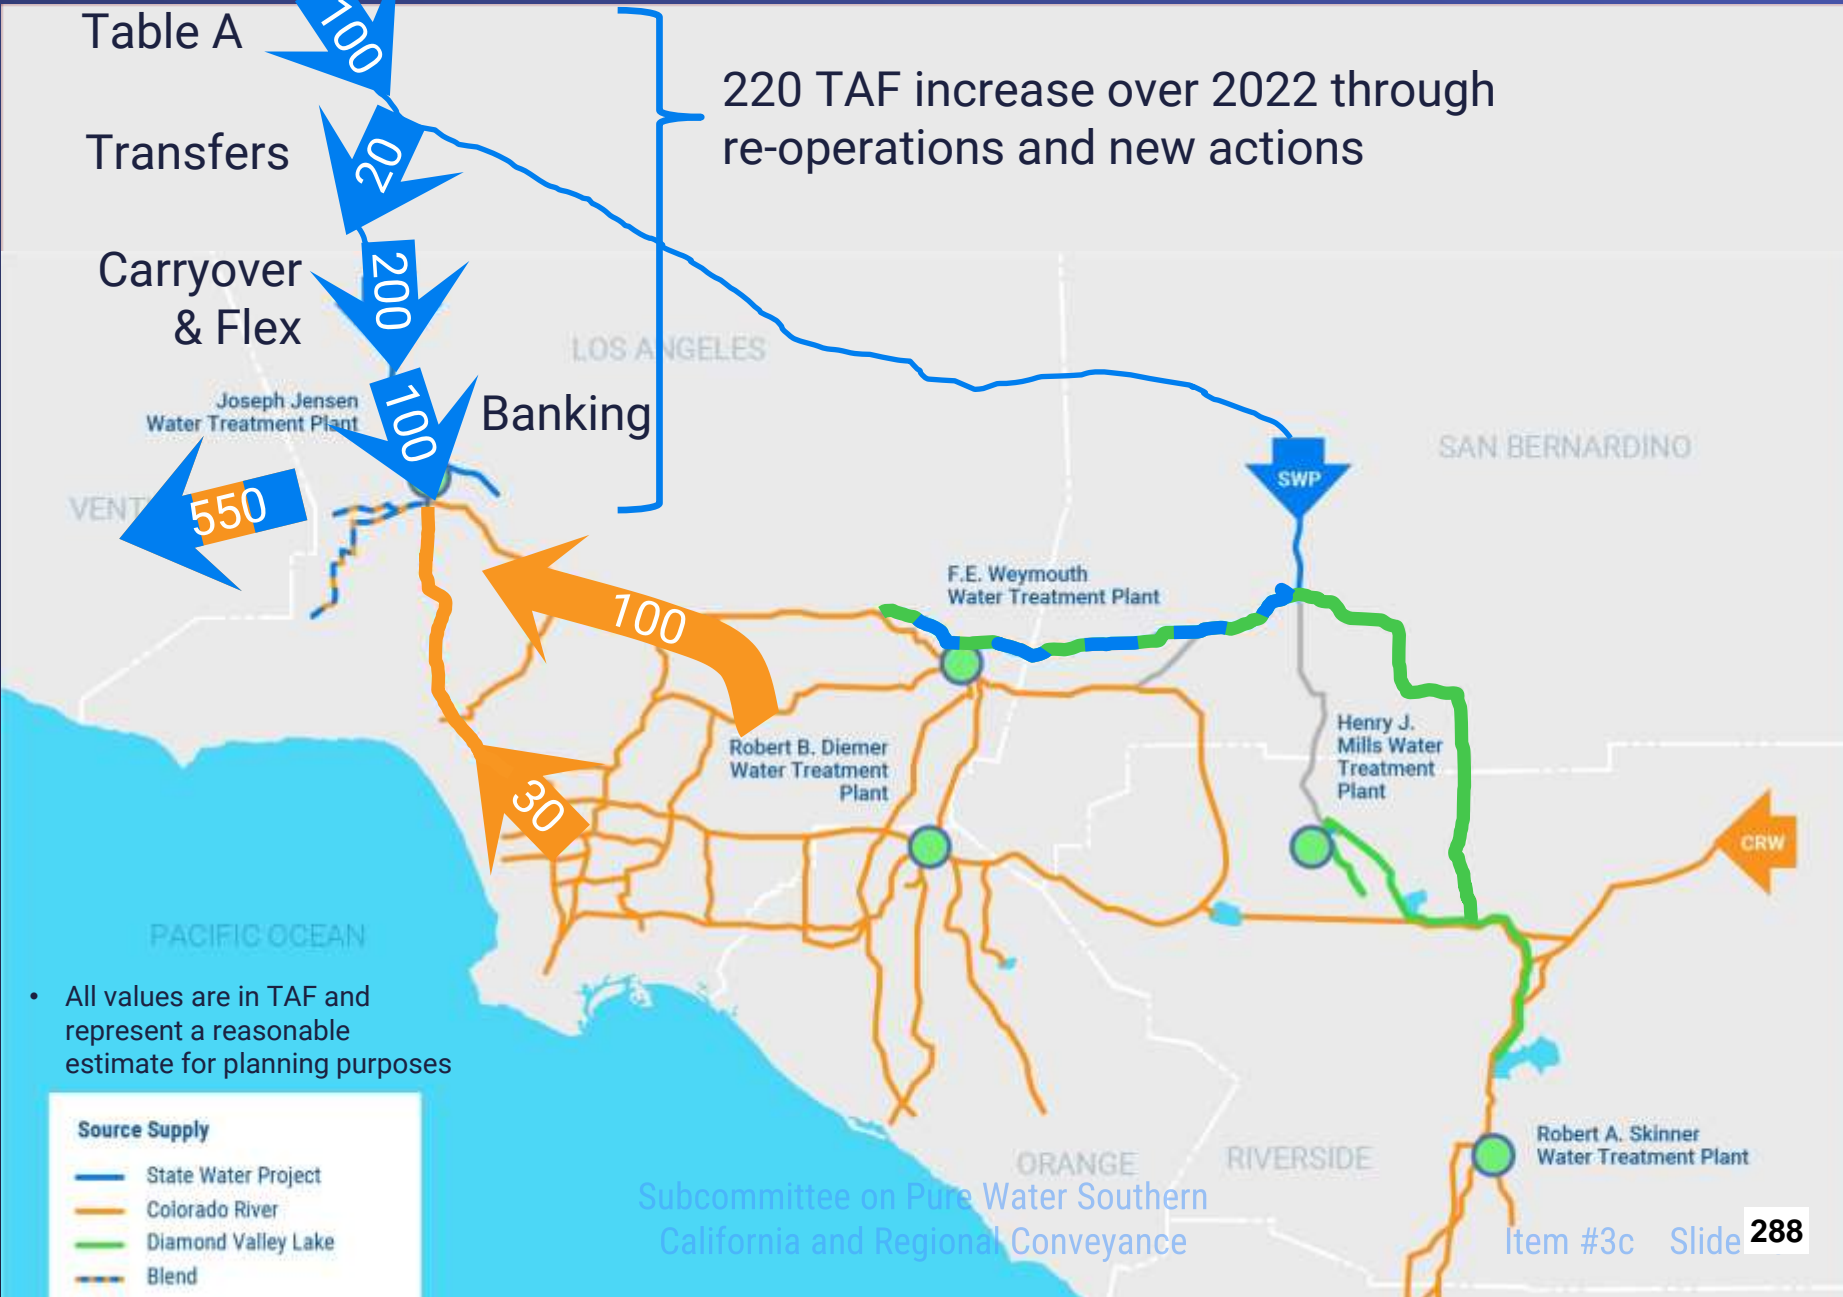 Table A
100
220 TAF increase over 2022 through
re-operations and new actions
Transfers
20
Carryover
& Flex
200
LOS ANGELES
Joseph Jensen
Water Treatment Plant
100
Banking
SAN BERNARDINO
SWP
VENT
550
F.E. Weymouth
Water Treatment Plant
100
Robert B. Diemer
Water Treatment
Plant
Henry J.
Mills Water
Treatment
Plant
30
CRW
PACIFIC OCEAN
• All values are in TAF and
represent a reasonable
estimate for planning purposes
Source Supply
State Water Project
Colorado River
Diamond Valley Lake
Blend
ORANGE
RIVERSIDE
Robert A. Skinner
Water Treatment Plant
Subcommittee on Pure Water Southern
California and Regional Conveyance
Item #3c Slide 288